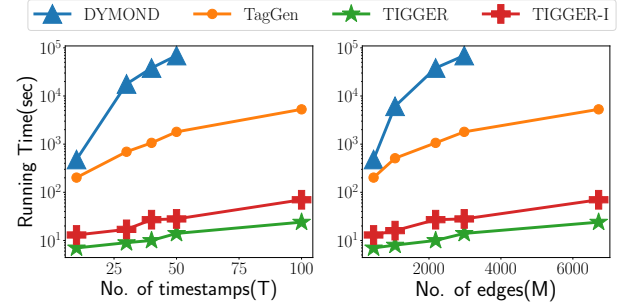 DYMOND TagGen TIGGER TIGGER-I
Running Time(sec)
10^5
10^4
10^3
10^2
10^1
25 50 75 100
No. of timestamps(T)
10^5
10^4
10^3
10^2
10^1
2000 4000 6000
No. of edges(M)